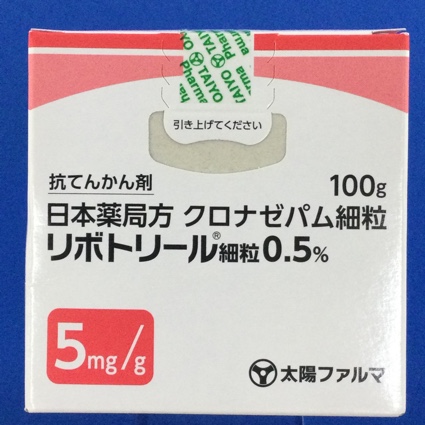 TAIYO
Pharma
引き上げてください
抗てんかん剤 100g
日本薬局方 クロナゼパム細粒
リボトリール®細粒0.5%
5mg/g
太陽ファルマ